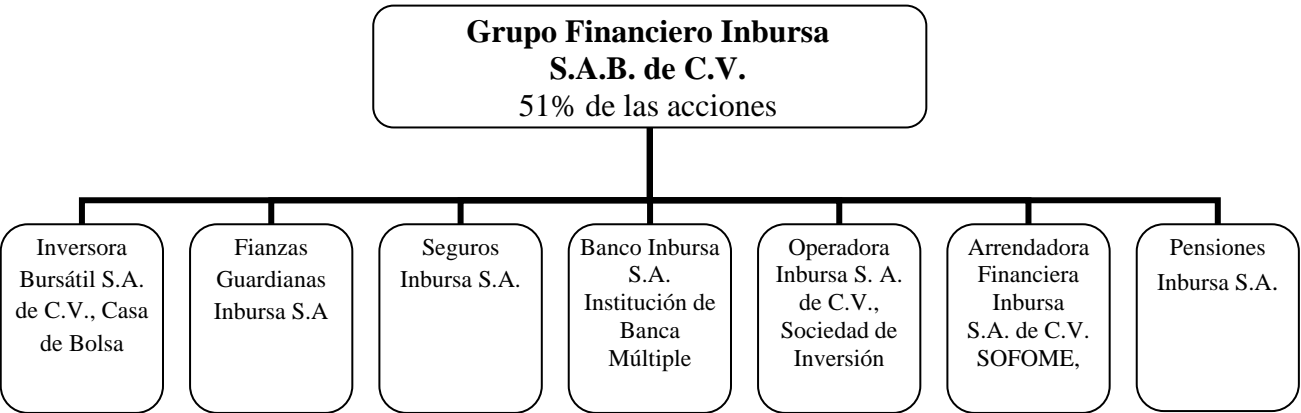 Grupo Financiero Inbursa
S.A.B. de C.V.
51% de las acciones
Inversora
Bursátil S.A.
de C.V., Casa
de Bolsa
Fianzas
Guardianas
Inbursa S.A
Seguros
Inbursa S.A.
Banco Inbursa
S.A.
Institución de
Banca
Múltiple
Operadora
Inbursa S. A.
de C.V.,
Sociedad de
Inversión
Arrendadora
Financiera
Inbursa
S.A. de C.V.
SOFOME,
Pensiones
Inbursa S.A.